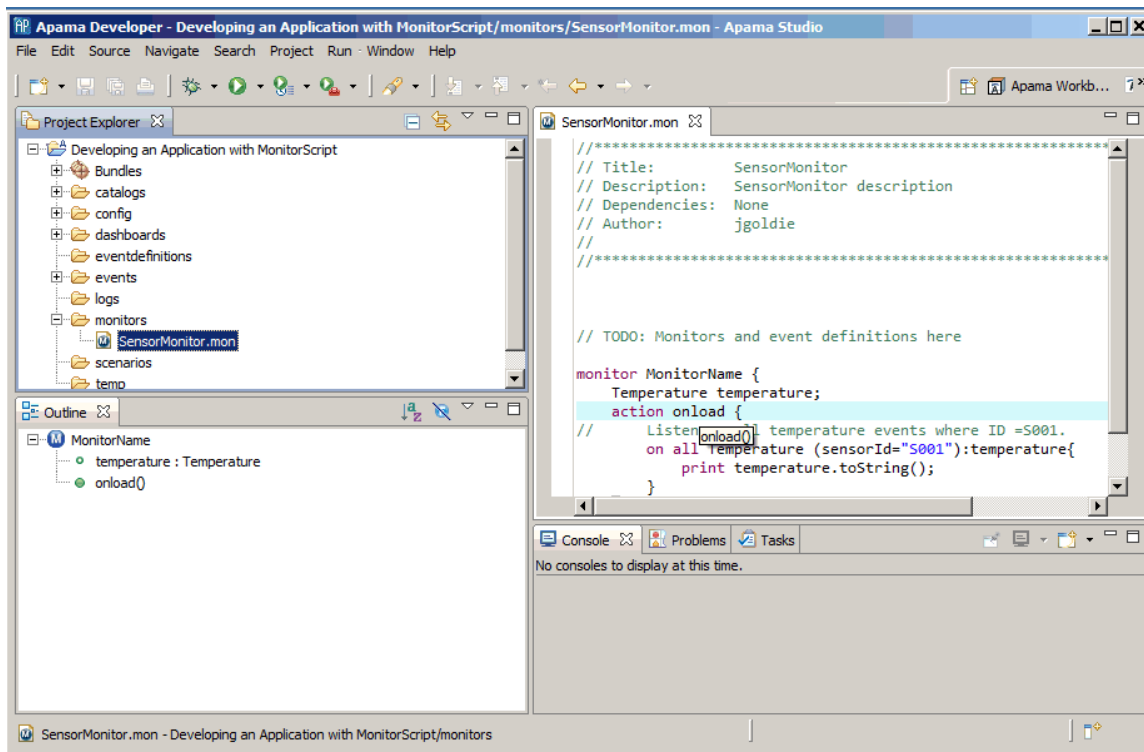 Apama Developer - Developing an Application with MonitorScript/monitors/SensorMonitor.mon - Apama Studio
File Edit Source Navigate Search Project Run Window Help
Apama Workb...
Project Explorer
Developing an Application with MonitorScript
Bundles
catalogs
config
dashboards
eventdefinitions
events
logs
monitors
SensorMonitor.mon
scenarios
temp
Outline
MonitorName
temperature : Temperature
onload()
SensorMonitor.mon
//************************************************************
// Title: SensorMonitor
// Description: SensorMonitor description
// Dependencies: None
// Author: jgoldie
//
//************************************************************
// TODO: Monitors and event definitions here
monitor MonitorName {
Temperature temperature;
action onload {
// Listen onload() ll temperature events where ID =S001.
on all Temperature (sensorId="S001"):temperature{
print temperature.toString();
}
Console Problems Tasks
No consoles to display at this time.
SensorMonitor.mon - Developing an Application with MonitorScript/monitors